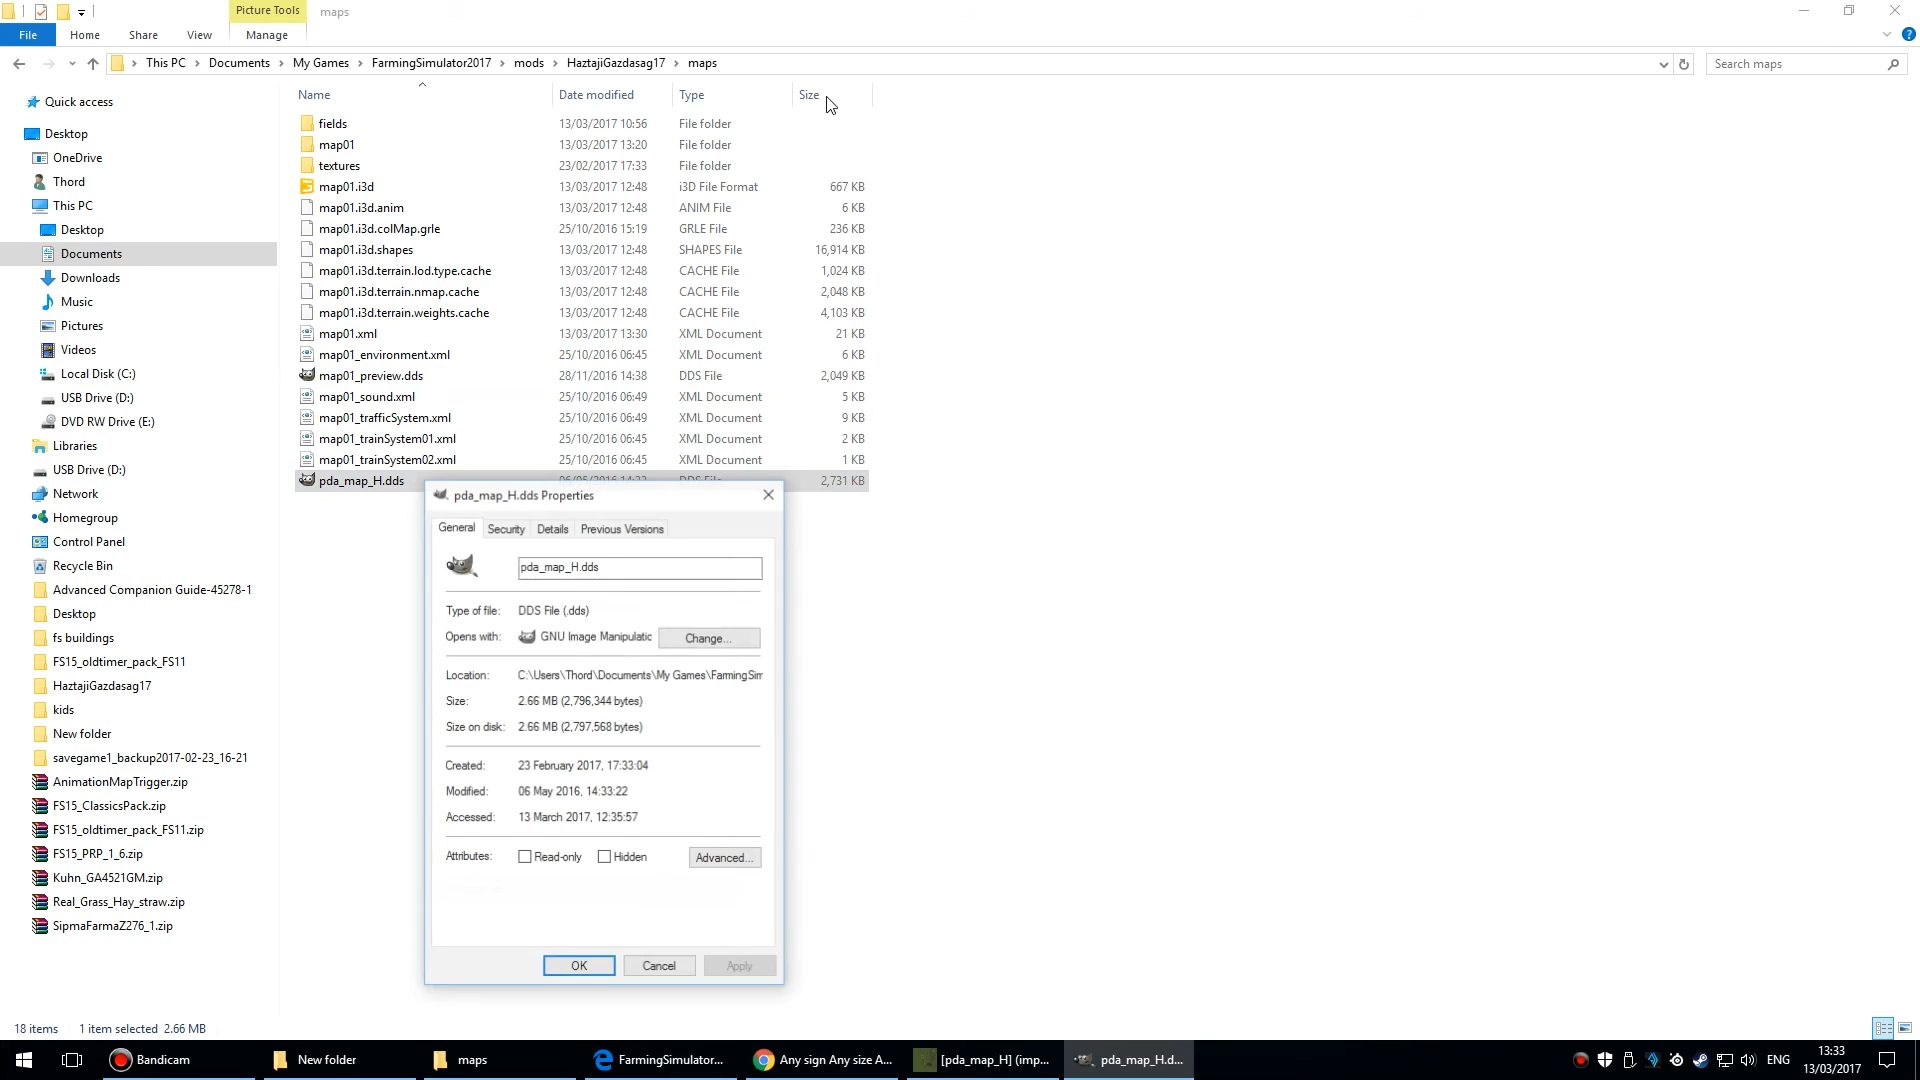 Picture Tools
maps
File
Home
Share
View
Manage
This PC
Documents
My Games
FarmingSimulator2017
mods
HaztajiGazdasag17
maps
Search maps
Name
Date modified
Type
Size
Quick access
Desktop
OneDrive
Thord
This PC
Desktop
Documents
Downloads
Music
Pictures
Videos
Local Disk (C:)
USB Drive (D:)
DVD RW Drive (E:)
Libraries
USB Drive (D:)
Network
Homegroup
Control Panel
Recycle Bin
Advanced Companion Guide-45278-1
Desktop
fs buildings
FS15_oldtimer_pack_FS11
HaztajiGazdasag17
kids
New folder
savegame1_backup2017-02-23_16-21
AnimationMapTrigger.zip
FS15_ClassicsPack.zip
FS15_oldtimer_pack_FS11.zip
FS15_PRP_1_6.zip
Kuhn_GA4521GM.zip
Real_Grass_Hay_straw.zip
SipmaFarmaZ276_1.zip
fields 13/03/2017 10:56 File folder
map01 13/03/2017 13:20 File folder
textures 23/02/2017 17:33 File folder
map01.i3d 13/03/2017 12:48 i3D File Format 667 KB
map01.i3d.anim 13/03/2017 12:48 ANIM File 6 KB
map01.i3d.colMap.grle 25/10/2016 15:19 GRLE File 236 KB
map01.i3d.shapes 13/03/2017 12:48 SHAPES File 16,914 KB
map01.i3d.terrain.lod.type.cache 13/03/2017 12:48 CACHE File 1,024 KB
map01.i3d.terrain.nmap.cache 13/03/2017 12:48 CACHE File 2,048 KB
map01.i3d.terrain.weights.cache 13/03/2017 12:48 CACHE File 4,103 KB
map01.xml 13/03/2017 13:30 XML Document 21 KB
map01_environment.xml 25/10/2016 06:45 XML Document 6 KB
map01_preview.dds 28/11/2016 14:38 DDS File 2,049 KB
map01_sound.xml 25/10/2016 06:49 XML Document 5 KB
map01_trafficSystem.xml 25/10/2016 06:49 XML Document 9 KB
map01_trainSystem01.xml 25/10/2016 06:45 XML Document 2 KB
map01_trainSystem02.xml 25/10/2016 06:45 XML Document 1 KB
pda_map_H.dds 2,731 KB
pda_map_H.dds Properties
General Security Details Previous Versions
pda_map_H.dds
Type of file: DDS File (.dds)
Opens with: GNU Image Manipulatic Change...
Location: C:\Users\Thord\Documents\My Games\FarmingSim
Size: 2.66 MB (2,796,344 bytes)
Size on disk: 2.66 MB (2,797,568 bytes)
Created: 23 February 2017, 17:33:04
Modified: 06 May 2016, 14:33:22
Accessed: 13 March 2017, 12:35:57
Attributes: Read-only Hidden Advanced...
OK Cancel Apply
18 items 1 item selected 2.66 MB
Bandicam
New folder
maps
FarmingSimulator...
Any sign Any size A...
[pda_map_H] (imp...
pda_map_H.d...
ENG
13:33
13/03/2017